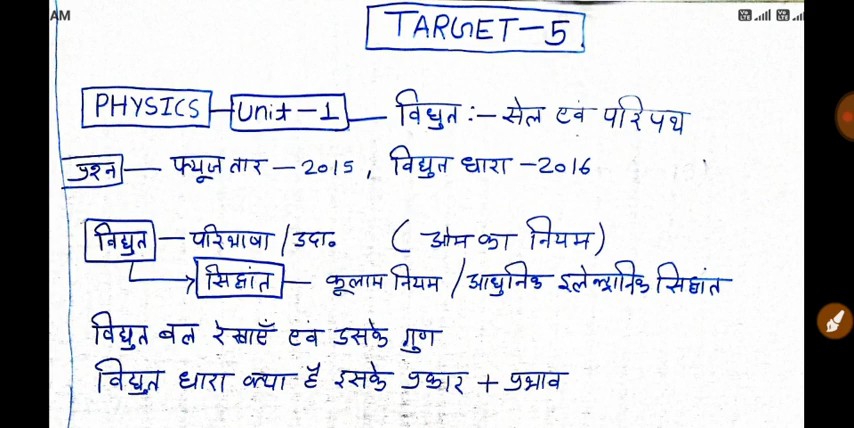 AM
TARGET-5
PHYSICS - Unit-1 - विद्युत :- सेल एवं परिपथ
प्रश्न - फ्यूज तार - 2015, विद्युत धारा - 2016
विद्युत - परिभाषा / उदा. (ओम का नियम)
सिद्धांत - कूलाम नियम / आधुनिक इलेक्ट्रानिक सिद्धांत
विद्युत बल रेखाएँ एवं उसके गुण
विद्युत धारा क्या है इसके प्रकार + प्रभाव